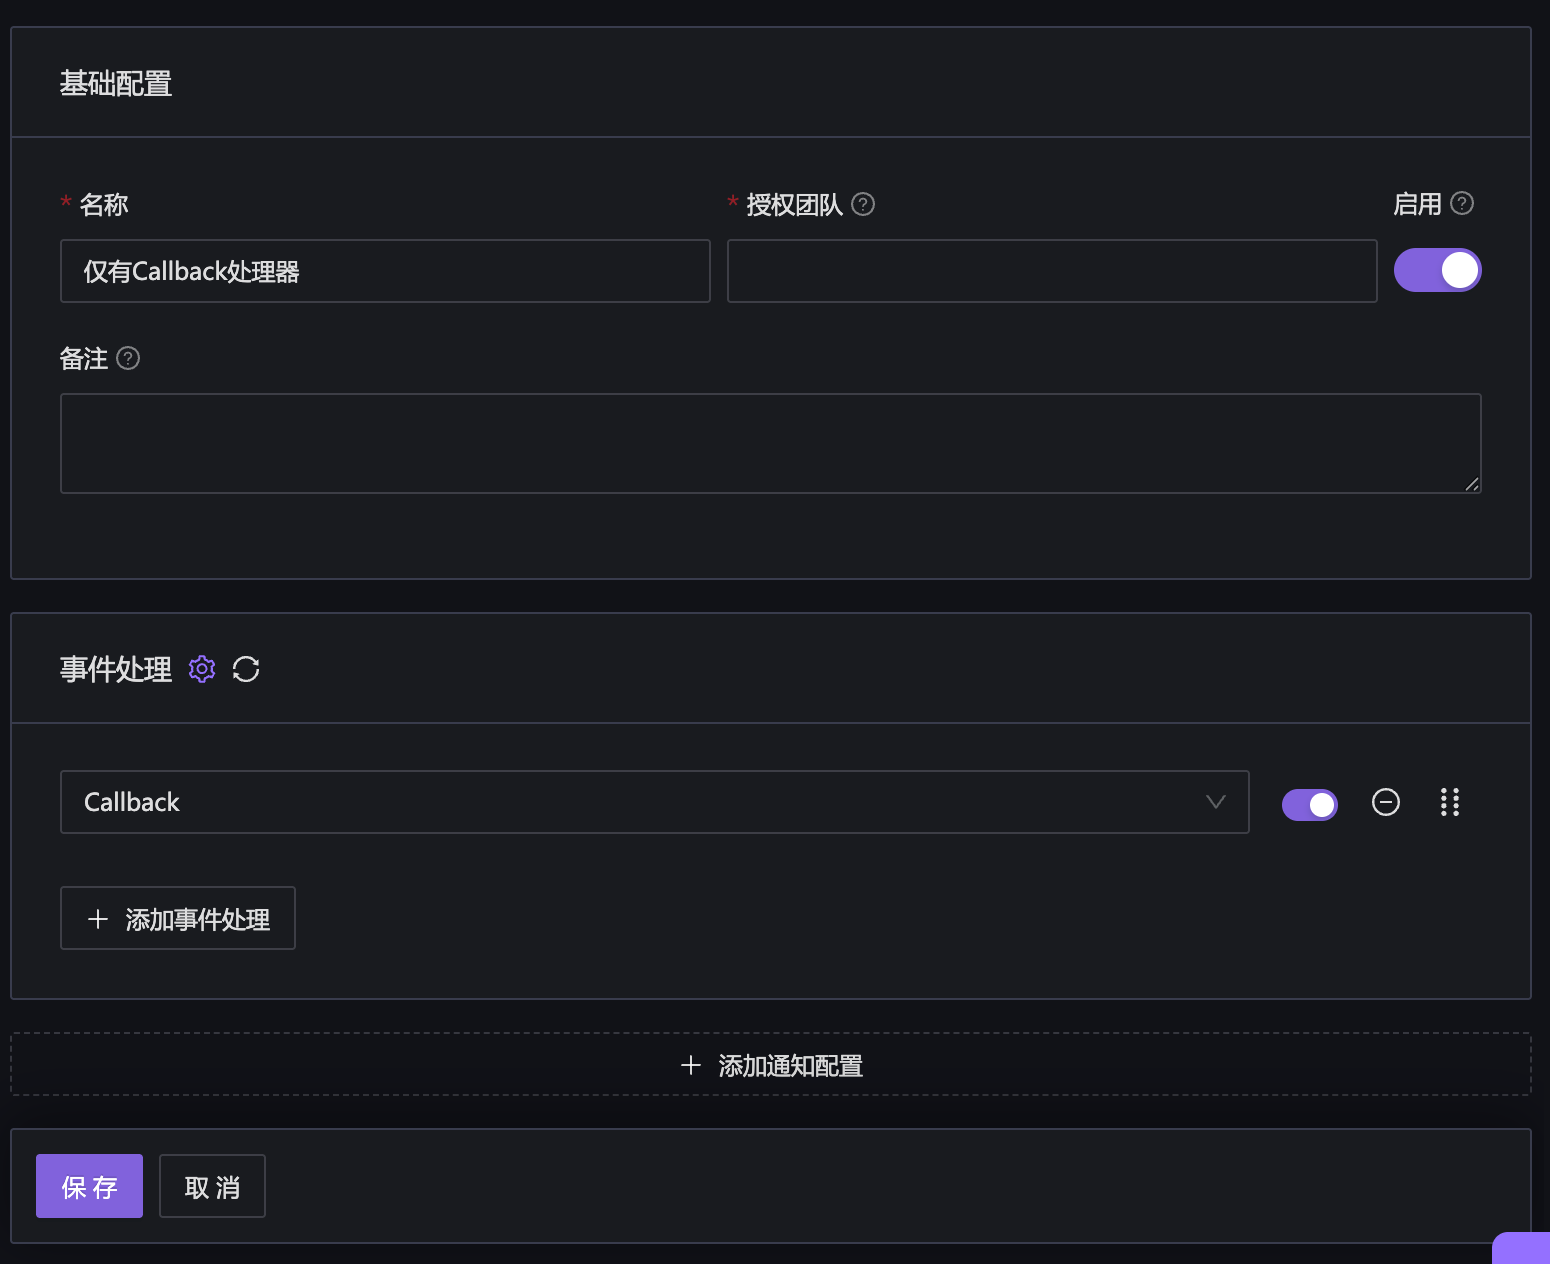 基础配置
* 名称
* 授权团队
启用
仅有Callback处理器
备注
事件处理
Callback
添加事件处理
添加通知配置
保存
取消